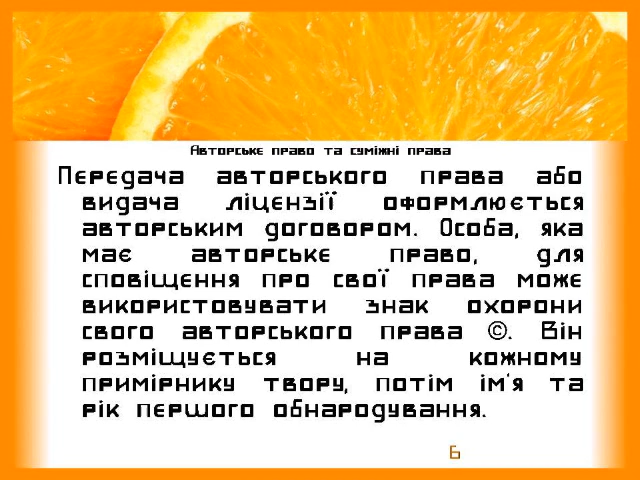 Авторське право та суміжні права
Передача авторського права або
видача ліцензії оформлюється
авторським договором. Особа, яка
має авторське право, для
сповіщення про свої права може
використовувати знак охорони
свого авторського права ©. Він
розміщується на кожному
примірнику твору, потім ім'я та
рік першого обнародування.
6